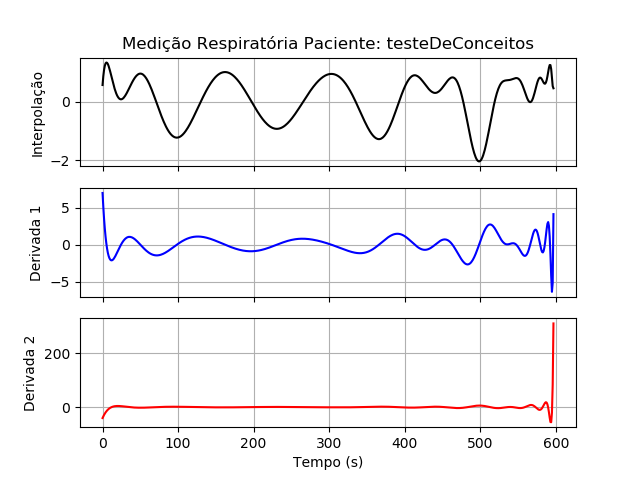 Medição Respiratória Paciente: testeDeConceitos
0
−2
Interpolação
5
0
−5
Derivada 1
200
0
Derivada 2
0 100 200 300 400 500 600
Tempo (s)